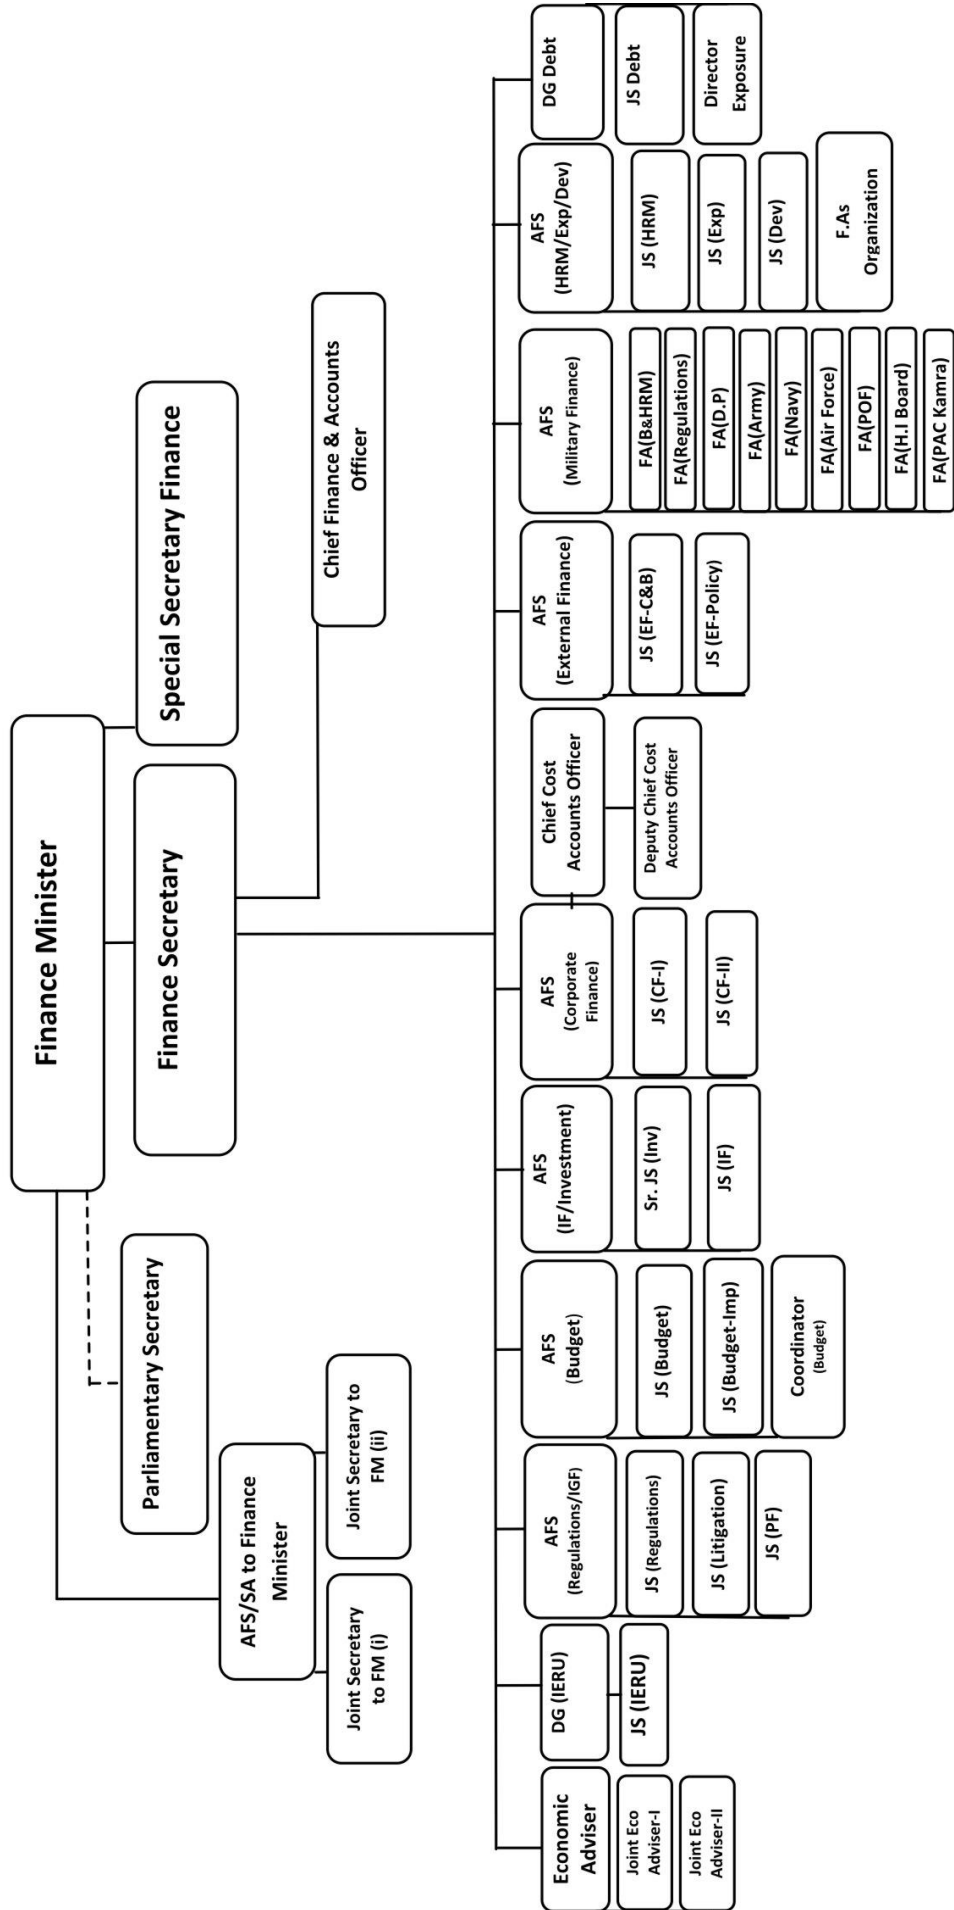 Finance Minister
Parliamentary Secretary
Finance Secretary
Special Secretary Finance
AFS/SA to Finance
Minister
Joint Secretary
to FM (i)
Joint Secretary to
FM (ii)
Chief Finance & Accounts
Officer
Economic
Adviser
Joint Eco
Adviser-I
Joint Eco
Adviser-II
DG (IERU)
JS (IERU)
AFS
(Regulations/IGF)
JS (Regulations)
JS (Litigation)
JS (PF)
AFS
(Budget)
JS (Budget)
JS (Budget-Imp)
Coordinator
(Budget)
AFS
(IF/Investment)
Sr. JS (Inv)
JS (IF)
AFS
(Corporate
Finance)
JS (CF-I)
JS (CF-II)
Chief Cost
Accounts Officer
Deputy Chief Cost
Accounts Officer
AFS
(External Finance)
JS (EF-C&B)
JS (EF-Policy)
AFS
(Military Finance)
FA(B&HRM)
FA(Regulations)
FA(D.P)
FA(Army)
FA(Navy)
FA(Air Force)
FA(POF)
FA(H.I Board)
FA(PAC Kamra)
AFS
(HRM/Exp/Dev)
JS (HRM)
JS (Exp)
JS (Dev)
F.As
Organization
DG Debt
JS Debt
Director
Exposure